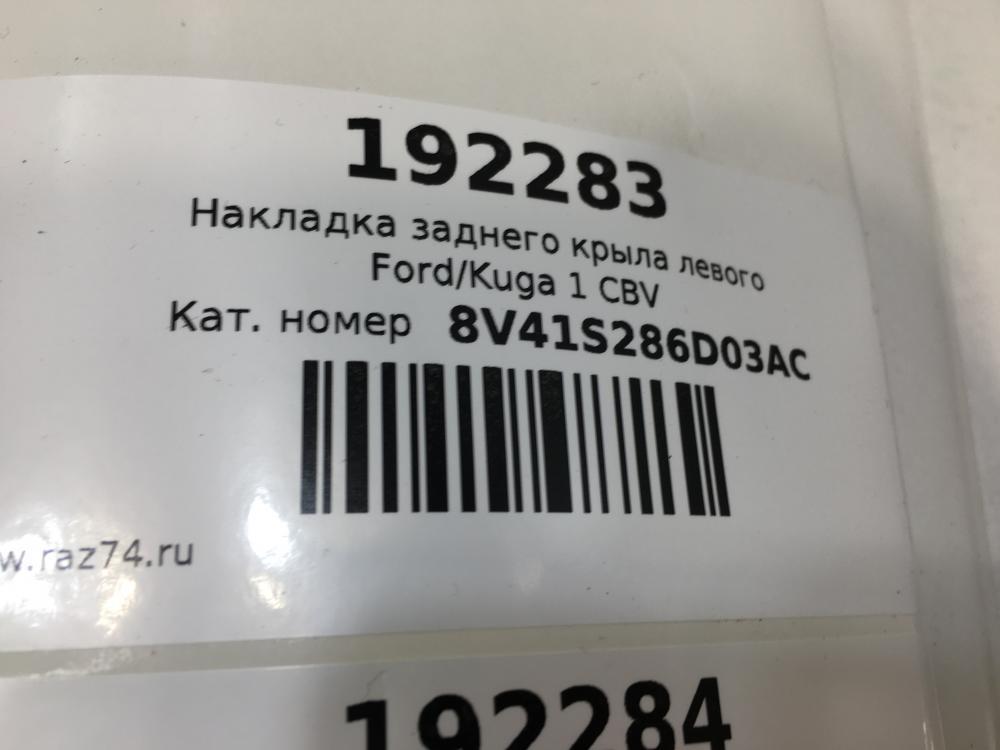 192283
Накладка заднего крыла левого
Ford/Kuga 1 CBV
Кат. номер 8V41S286D03AC
w.raz74.ru
192284